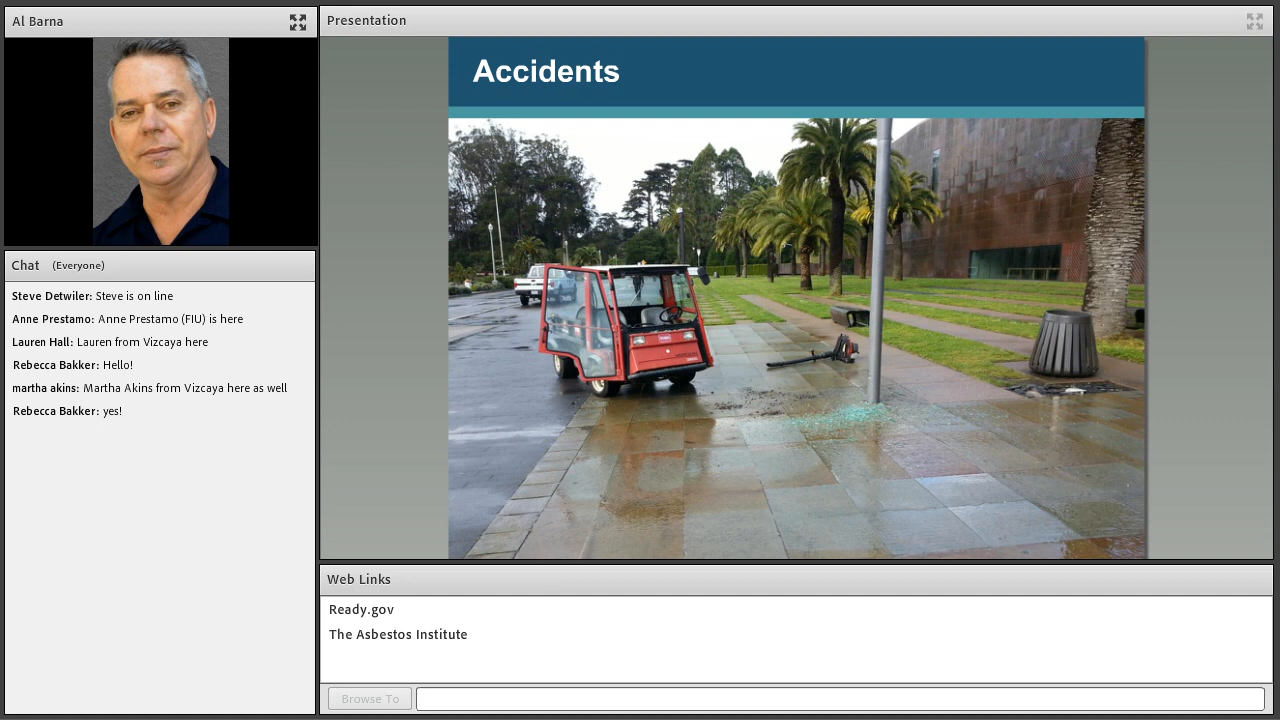 Al Barna
Chat (Everyone)
Steve Detwiler: Steve is on line
Anne Prestamo: Anne Prestamo (FIU) is here
Lauren Hall: Lauren from Vizcaya here
Rebecca Bakker: Hello!
martha akins: Martha Akins from Vizcaya here as well
Rebecca Bakker: yes!
Presentation
Accidents
Web Links
Ready.gov
The Asbestos Institute
Browse To